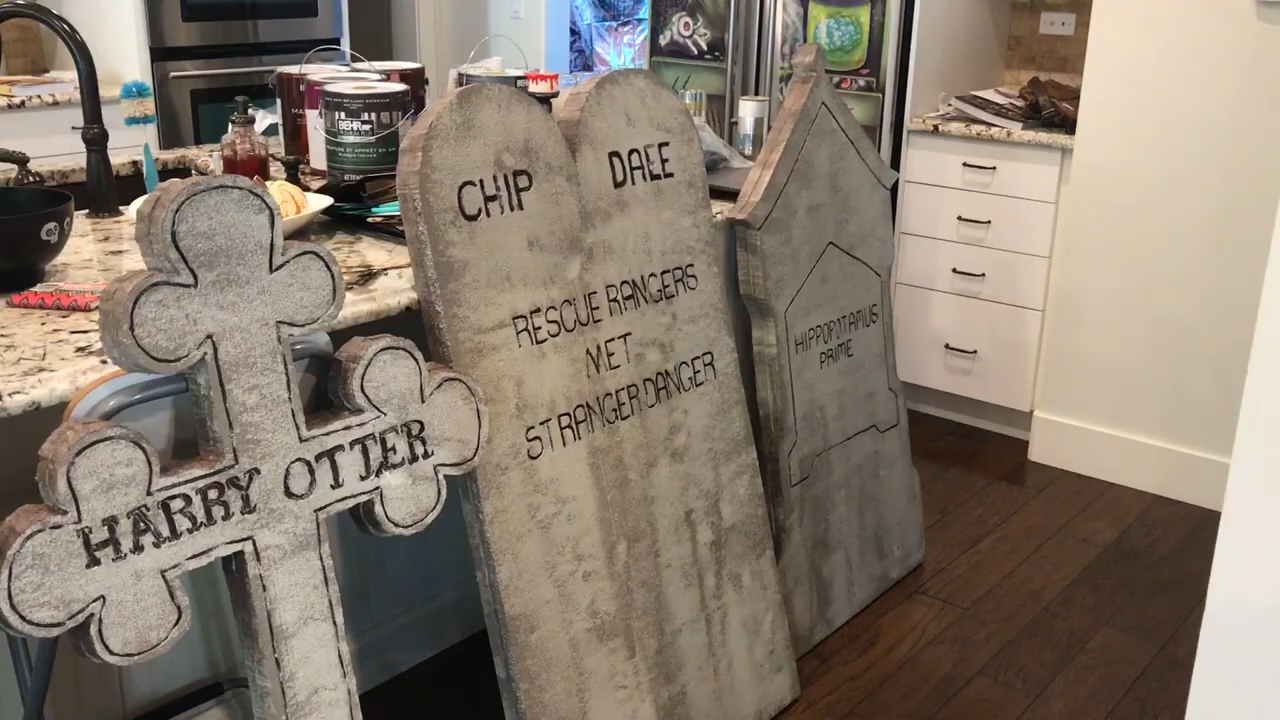 CHIP
DALE
RESCUE RANGERS
MET
STRANGER DANGER
HARRY OTTER
HIPPOPOTAMUS
PRIME
BEHR